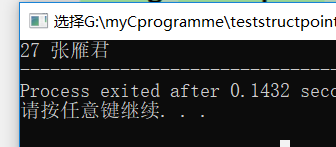 选择G:\myCprogramme\teststructpoint
27 张雁君
--------------------------------
Process exited after 0.1432 seco
请按任意键继续. . .